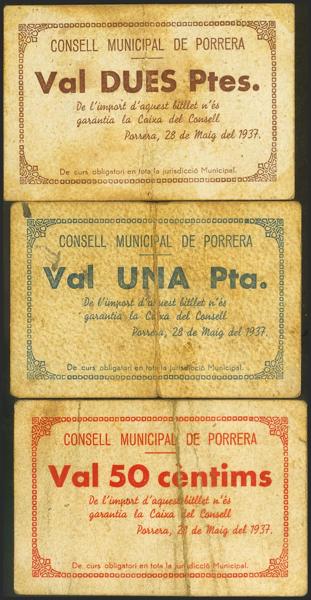 CONSELL MUNICIPAL DE PORRERA
Val DUES Ptes.
De l'import d'aquest bitllet n'és
garantia la Caixa del Consell
Porrera, 28 de Maig del 1937.
De curs obligatori en tota la jurisdicció Municipal.
CONSELL MUNICIPAL DE PORRERA
Val UNA Pta.
De l'import d'aquest bitllet n'és
garantia la Caixa del Consell
Porrera, 28 de Maig del 1937.
De curs obligatori en tota la jurisdicció Municipal.
CONSELL MUNICIPAL DE PORRERA
Val 50 centims
De l'import d'aquest bitllet n'és
garantia la Caixa del Consell
Porrera, 28 de Maig del 1937.
De curs obligatori en tota la jurisdicció Municipal.